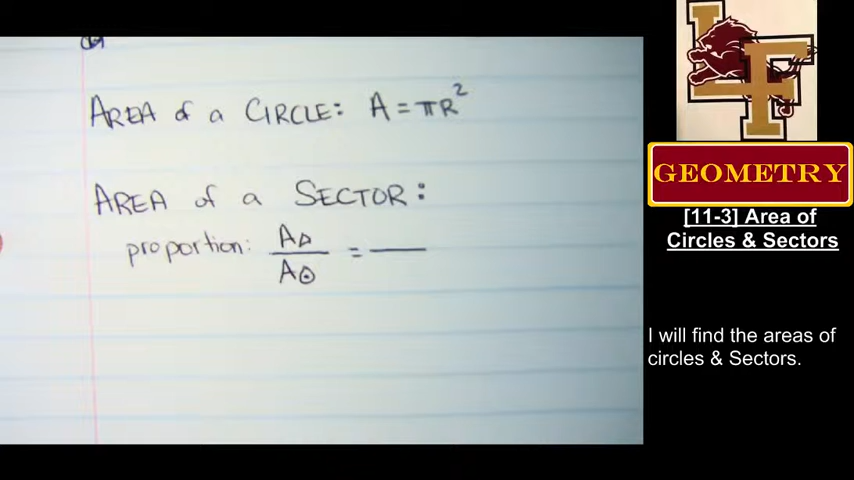 AREA of a CIRCLE: A = πR²
AREA of a SECTOR:
proportion: A⌔ / A⊙ = ―
LF
GEOMETRY
[11-3] Area of
Circles & Sectors
I will find the areas of
circles & Sectors.